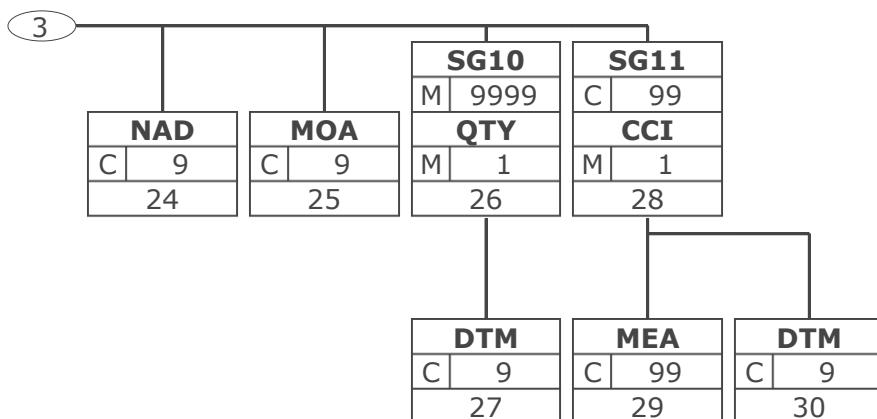 3
SG10 SG11
M 9999 C 99
NAD MOA QTY CCI
C 9 C 9 M 1 M 1
24 25 26 28
DTM MEA DTM
C 9 C 99 C 9
27 29 30